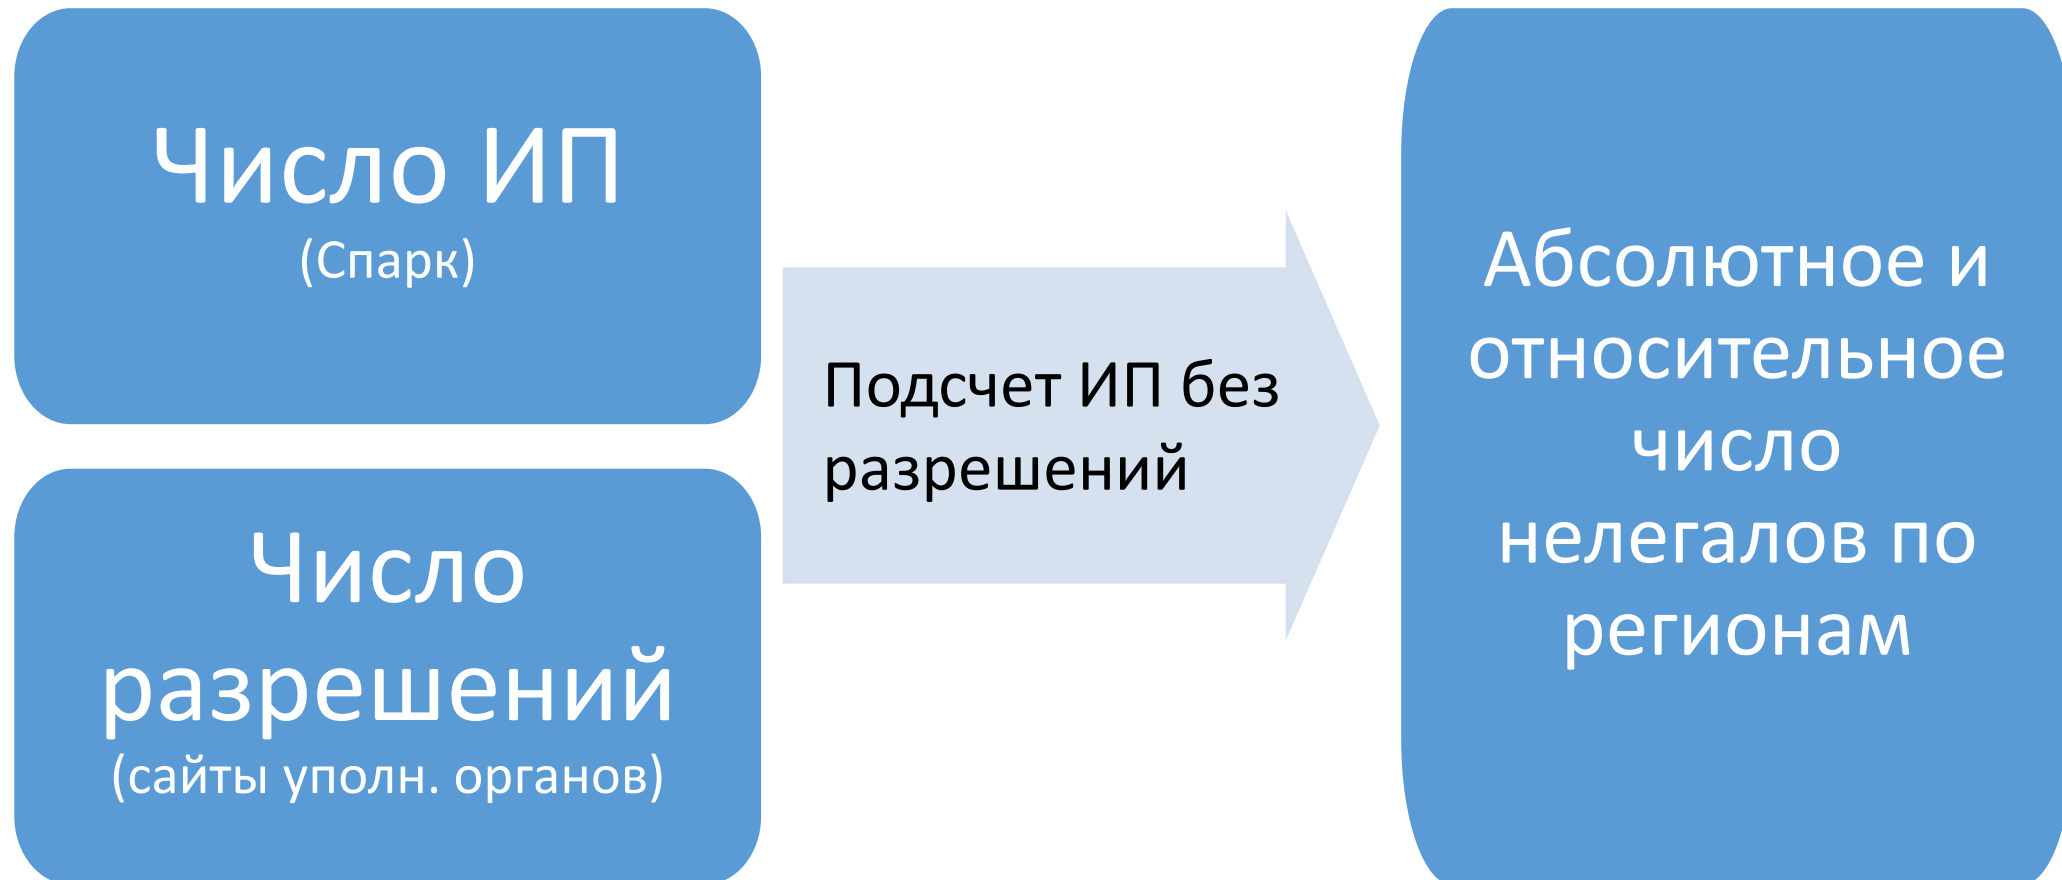 Число ИП
(Спарк)
Число
разрешений
(сайты уполн. органов)
Подсчет ИП без
разрешений
Абсолютное и
относительное
число
нелегалов по
регионам